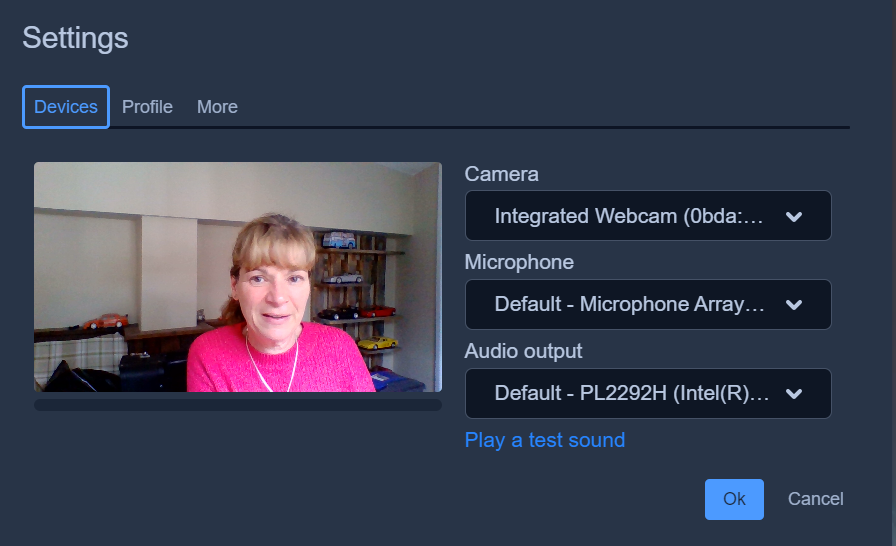 Settings
Devices Profile More
Camera
Integrated Webcam (0bda:...
Microphone
Default - Microphone Array...
Audio output
Default - PL2292H (Intel(R)...
Play a test sound
Ok Cancel